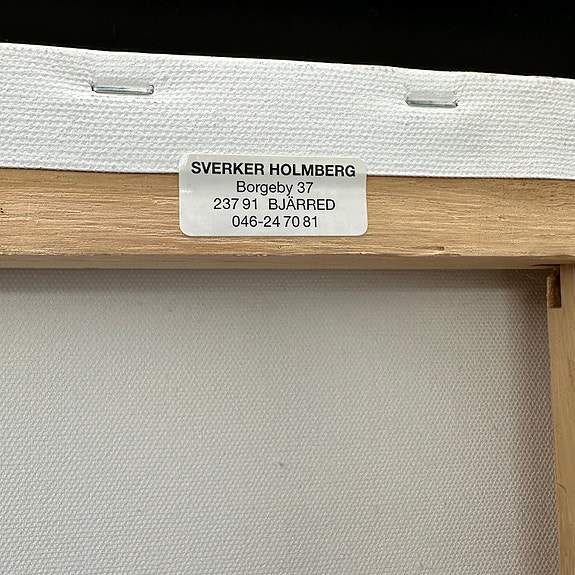 SVERKER HOLMBERG
Borgeby 37
237 91 BJÄRRED
046-24 70 81